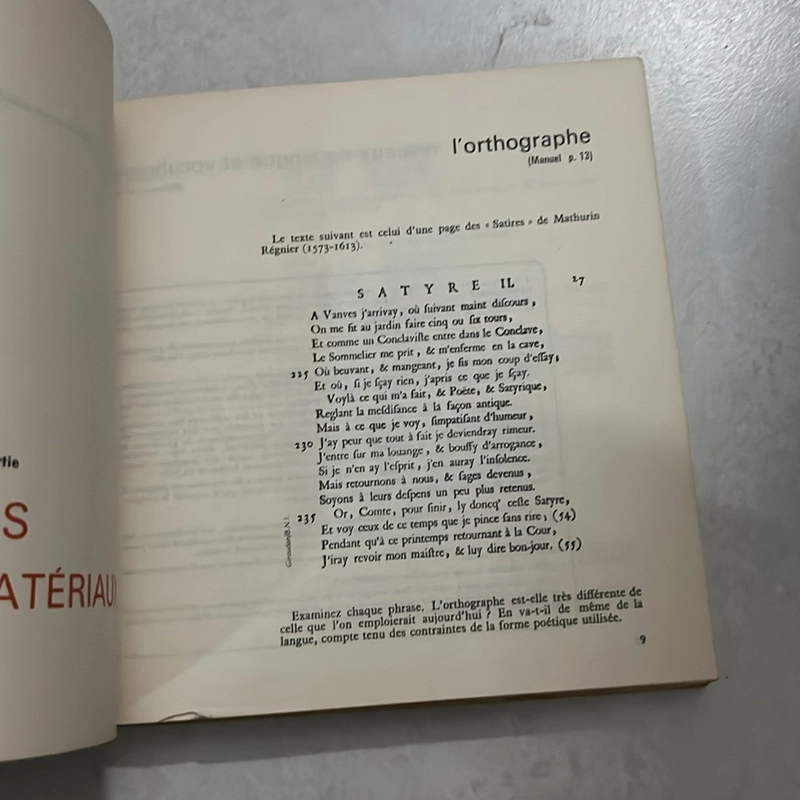 rtie
S
ATÉRIAU
l'orthographe
(Manuel p. 13)
Le texte suivant est celui d'une page des « Satires » de Mathurin
Régnier (1573-1613).
SATYRE II. 27
A Vanves j'arrivay, où ſuivant maint diſcours,
On me fit au jardin faire cinq ou ſix tours,
Et comme un Conclaviſte entre dans le Conclave,
Le Sommelier me prit, & m'enferme en la cave,
225 Où beuvant, & mangeant, je fis mon coup d'eſſay,
Et où, ſi je ſçay rien, j'apris ce que je ſçay.
Voylà ce qui m'a fait, & Poëte, & Satyrique,
Reglant la meſdiſance à la façon antique.
Mais à ce que je voy, ſimpatiſant d'humeur,
230 J'ay peur que tout à fait je deviendray rimeur.
J'entre ſur ma louange, & bouffy d'arrogance,
Si je n'en ay l'eſprit, j'en auray l'inſolence.
Mais retournons à nous, & ſages devenus,
Soyons à leurs deſpens un peu plus retenus.
235 Or, Comte, pour finir, ly doncq' ceſte Satyre,
Et voy ceux de ce temps que je pince ſans rire, (54)
Pendant qu'à ce printemps retournant à la Cour,
J'iray revoir mon maiſtre, & luy dire bon-jour. (55)
Giraudon/B.N.
Examinez chaque phrase. L'orthographe est-elle très différente de
celle que l'on emploierait aujourd'hui ? En va-t-il de même de la
langue, compte tenu des contraintes de la forme poétique utilisée.
9